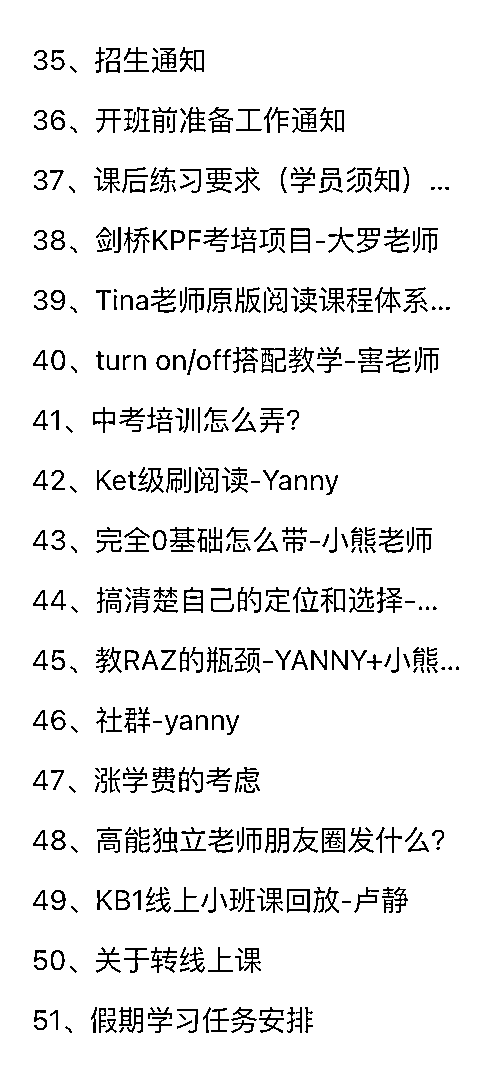 35、招生通知
36、开班前准备工作通知
37、课后练习要求（学员须知）...
38、剑桥KPF考培项目-大罗老师
39、Tina老师原版阅读课程体系...
40、turn on/off搭配教学-害老师
41、中考培训怎么弄？
42、Ket级刷阅读-Yanny
43、完全0基础怎么带-小熊老师
44、搞清楚自己的定位和选择-...
45、教RAZ的瓶颈-YANNY+小熊...
46、社群-yanny
47、涨学费的考虑
48、高能独立老师朋友圈发什么？
49、KB1线上小班课回放-卢静
50、关于转线上课
51、假期学习任务安排